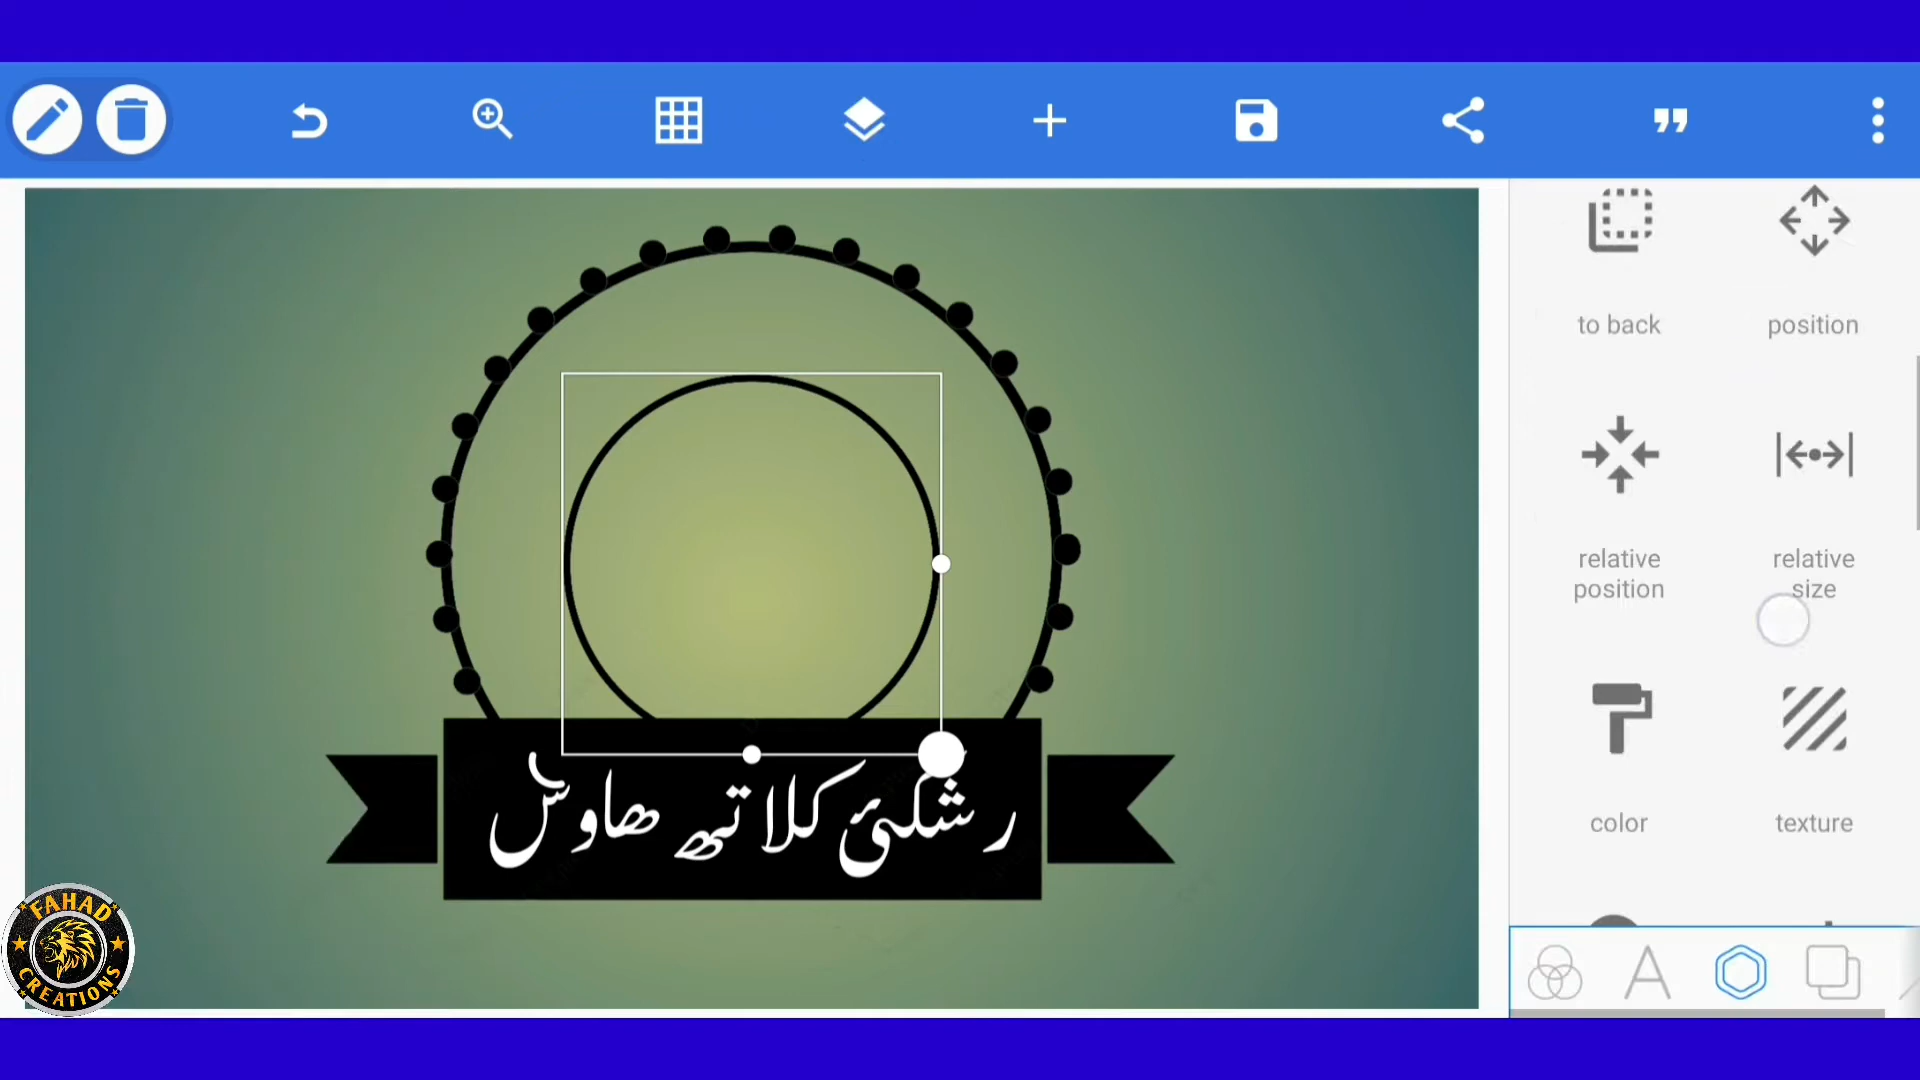 to back
position
relative
position
relative
size
color
texture
رشکئ کلاتھ ھاوس
FAHAD
CREATIONS